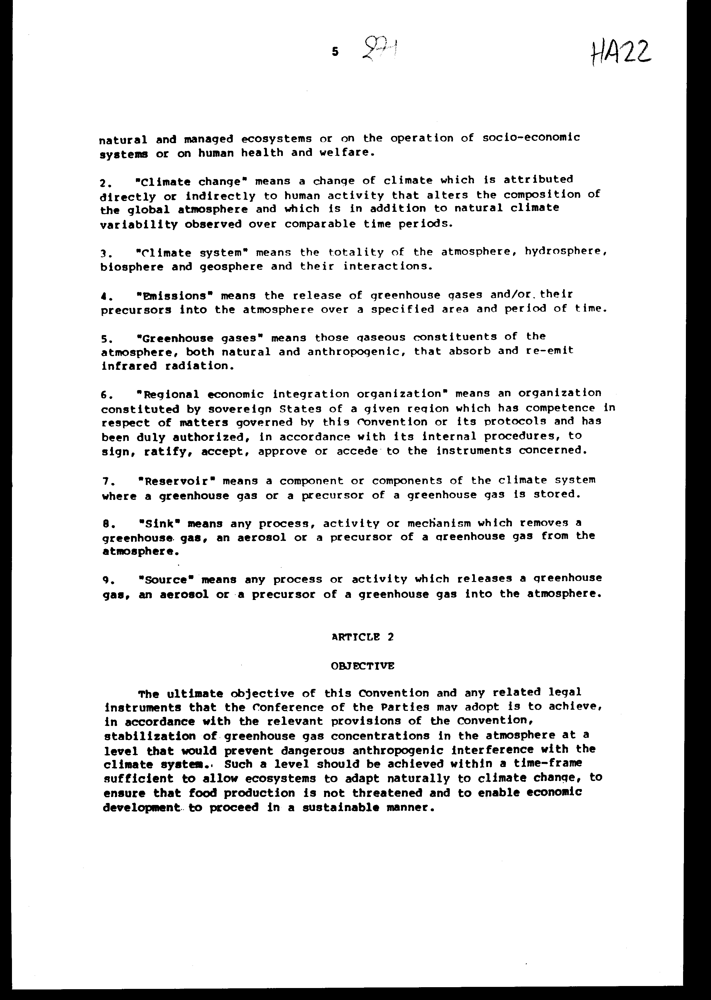 5 271 HA22
natural and managed ecosystems or on the operation of socio-economic
systems or on human health and welfare.
2. "Climate change" means a change of climate which is attributed
directly or indirectly to human activity that alters the composition of
the global atmosphere and which is in addition to natural climate
variability observed over comparable time periods.
3. "Climate system" means the totality of the atmosphere, hydrosphere,
biosphere and geosphere and their interactions.
4. "Emissions" means the release of greenhouse gases and/or their
precursors into the atmosphere over a specified area and period of time.
5. "Greenhouse gases" means those gaseous constituents of the
atmosphere, both natural and anthropogenic, that absorb and re-emit
infrared radiation.
6. "Regional economic integration organization" means an organization
constituted by sovereign States of a given region which has competence in
respect of matters governed by this Convention or its protocols and has
been duly authorized, in accordance with its internal procedures, to
sign, ratify, accept, approve or accede to the instruments concerned.
7. "Reservoir" means a component or components of the climate system
where a greenhouse gas or a precursor of a greenhouse gas is stored.
8. "Sink" means any process, activity or mechanism which removes a
greenhouse gas, an aerosol or a precursor of a greenhouse gas from the
atmosphere.
9. "Source" means any process or activity which releases a greenhouse
gas, an aerosol or a precursor of a greenhouse gas into the atmosphere.
ARTICLE 2
OBJECTIVE
The ultimate objective of this Convention and any related legal
instruments that the Conference of the Parties may adopt is to achieve,
in accordance with the relevant provisions of the Convention,
stabilization of greenhouse gas concentrations in the atmosphere at a
level that would prevent dangerous anthropogenic interference with the
climate system. Such a level should be achieved within a time-frame
sufficient to allow ecosystems to adapt naturally to climate change, to
ensure that food production is not threatened and to enable economic
development to proceed in a sustainable manner.